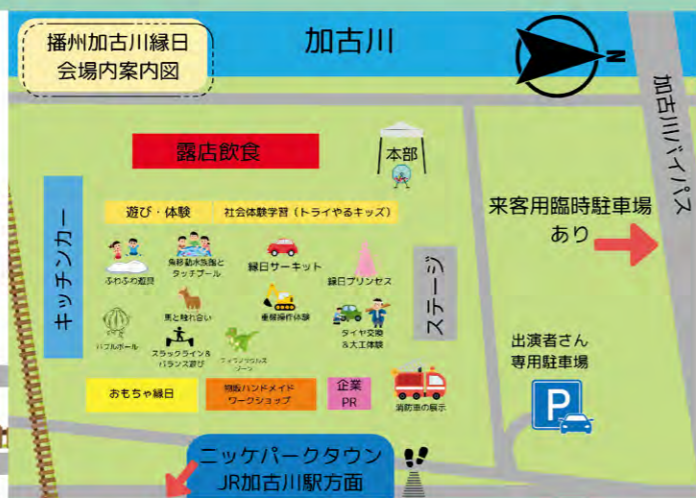 播州加古川縁日
会場内案内図
加古川
N
加古川バイパス
露店飲食
本部
キッチンカー
遊び・体験
社会体験学習(トライやるキッズ)
来客用臨時駐車場
あり
ふわふわ遊具
タッチプール
縁日サーキット
縁日プリンセス
ステージ
バブルボール
馬と触れ合い
重機操作体験
スラックライン&
バランス遊び
タイヤ交換
&大工体験
出演者さん
専用駐車場
P
おもちゃ縁日
物販ハンドメイド
ワークショップ
企業
PR
消防車の展示
ニッケパークタウン
JR加古川駅方面